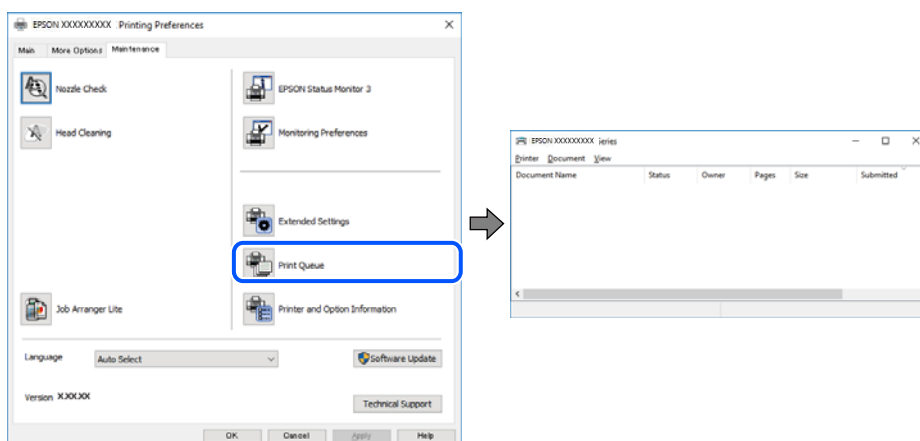 EPSON XXXXXXXXX Printing Preferences
Main More Options Maintenance
Nozzle Check
EPSON Status Monitor 3
Head Cleaning
Monitoring Preferences
Extended Settings
Print Queue
Job Arranger Lite
Printer and Option Information
Language Auto Select Software Update
Version X.XX.XX
Technical Support
OK Cancel Apply Help
EPSON XXXXXXXXX ieries
Printer Document View
Document Name Status Owner Pages Size Submitted